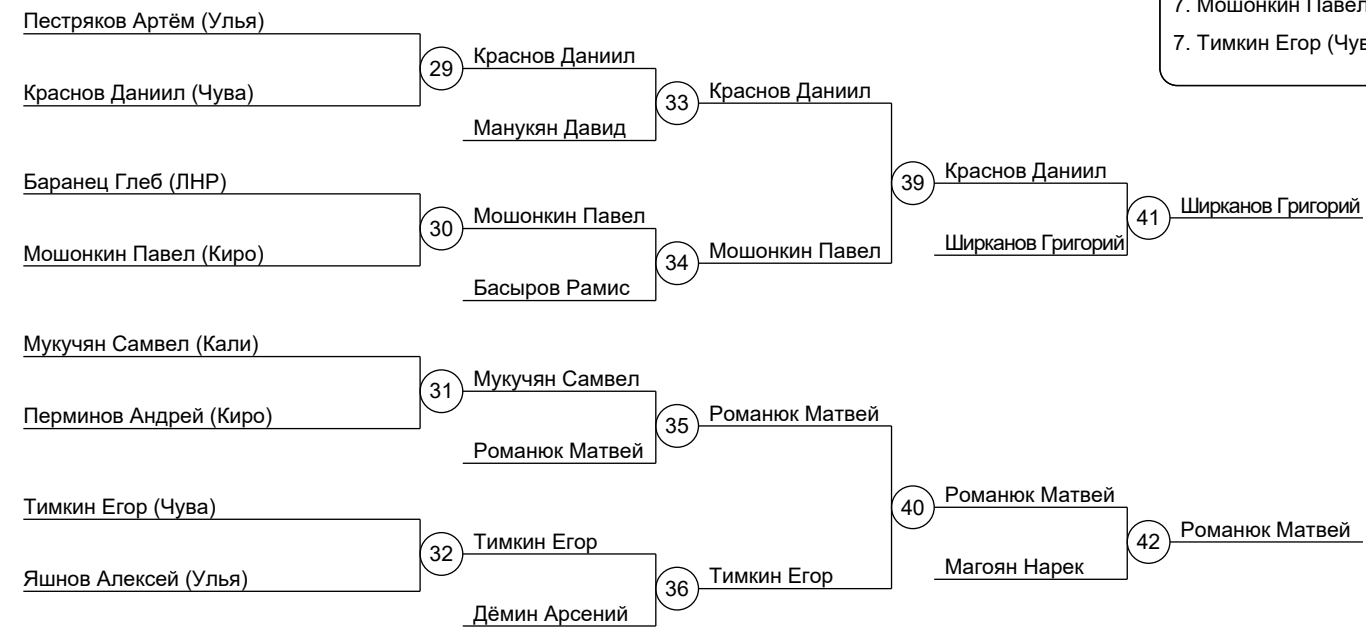 Пестряков Артём (Улья)
7. Мошонкин Павел
7. Тимкин Егор (Чув
29
Краснов Даниил
Краснов Даниил (Чува)
33
Краснов Даниил
Манукян Давид
Баранец Глеб (ЛНР)
39
Краснов Даниил
30
Мошонкин Павел
41
Ширканов Григорий
Мошонкин Павел (Киро)
34
Мошонкин Павел
Ширканов Григорий
Басыров Рамис
Мукучян Самвел (Кали)
31
Мукучян Самвел
Перминов Андрей (Киро)
35
Романюк Матвей
Романюк Матвей
Тимкин Егор (Чува)
40
Романюк Матвей
32
Тимкин Егор
42
Романюк Матвей
Яшнов Алексей (Улья)
36
Тимкин Егор
Магоян Нарек
Дёмин Арсений